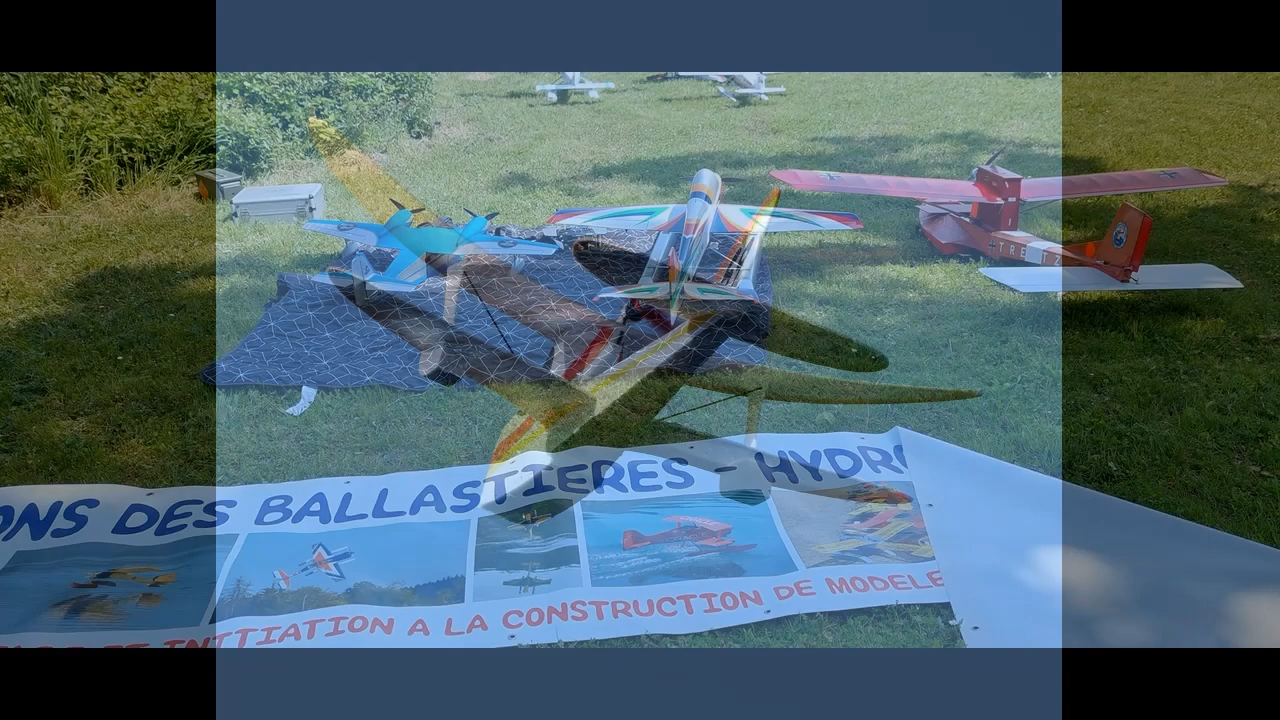 DES BALLASTIERES - HYDR
INITIATION A LA CONSTRUCTION DE MODELE